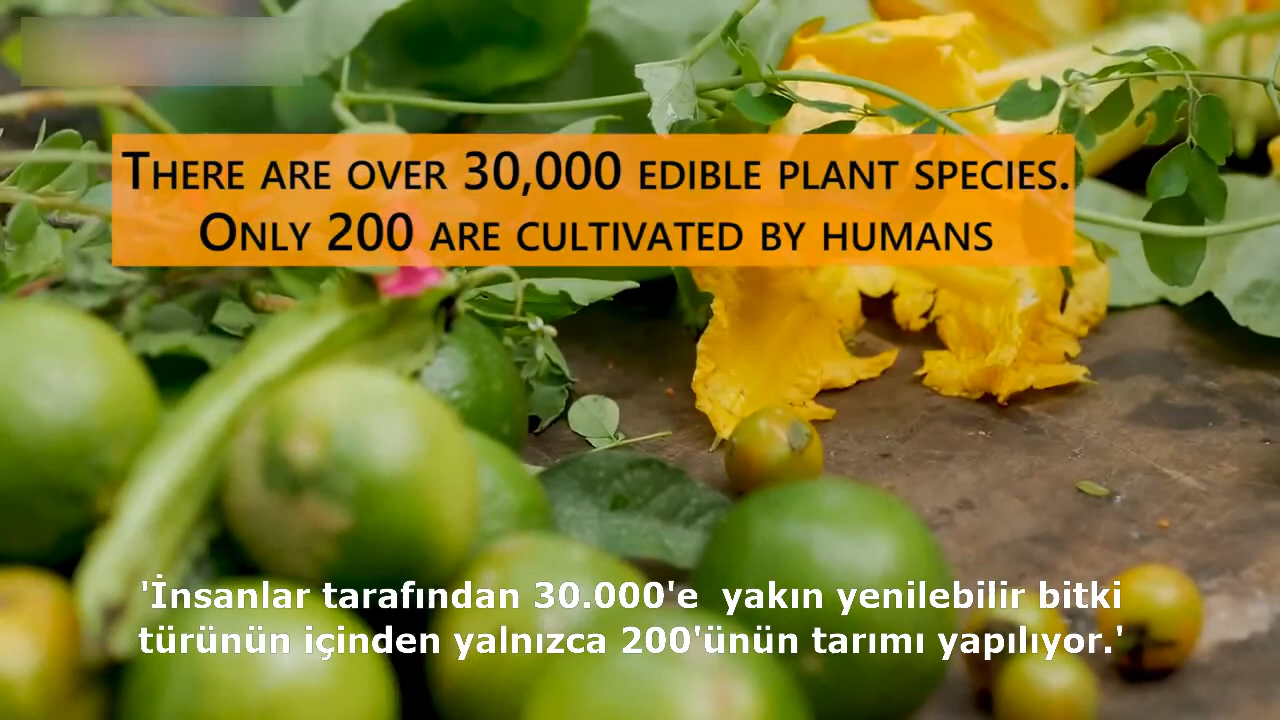 THERE ARE OVER 30,000 EDIBLE PLANT SPECIES.
ONLY 200 ARE CULTIVATED BY HUMANS
'İnsanlar tarafından 30.000'e yakın yenilebilir bitki
türünün içinden yalnızca 200'ünün tarımı yapılıyor.'